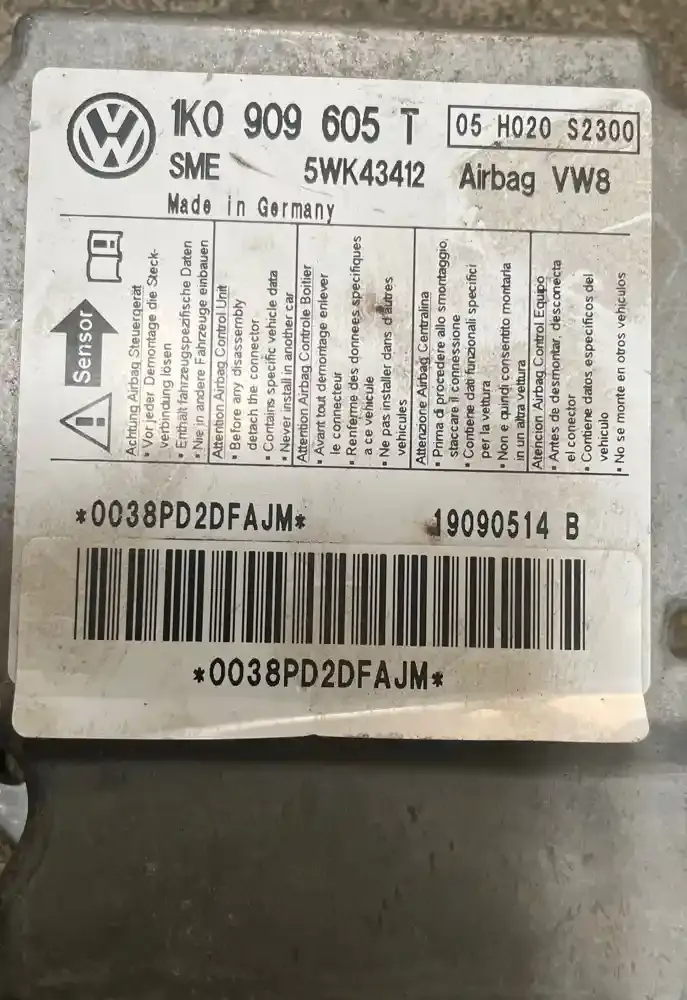 1K0 909 605 T
05 H020 S2300
SME 5WK43412 Airbag VW8
Made in Germany
Sensor
Achtung Airbag Steuergerät
• Vor jeder Demontage die Steck-
verbindung lösen
• Enthält fahrzeugspezifische Daten
• Nie in andere Fahrzeuge einbauen
Attention Airbag Control Unit
• Before any disassembly
detach the connector
• Contains specific vehicle data
• Never install in another car
Attention Airbag Controle Boitier
• Avant tout demontage enlever
le connecteur
• Renferme des donnees specifiques
a ce vehicule
• Ne pas installer dans d'autres
vehicules
Attenzione Airbag Centralina
• Prima di procedere allo smortaggio,
staccare il connessione
• Contiene dati funzionali specifici
per la vettura
• Non e quindi consentito montarla
in un altra vettura
Atencion Airbag Control Equipo
• Antes de desmontar, desconecta
el conector
• Contiene datos especificos del
vehiculo
• No se monte en otros vehiculos
*0038PD2DFAJM* 19090514 B
*0038PD2DFAJM*